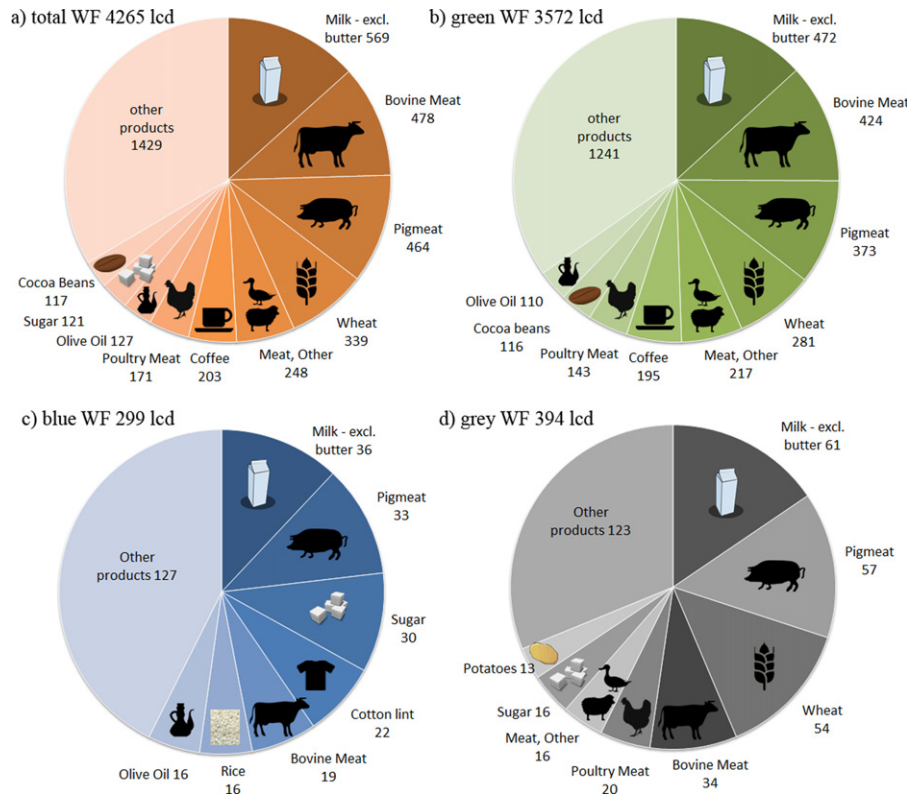 a) total WF 4265 lcd
Milk - excl.
butter 569
Bovine Meat
478
Pigmeat
464
Wheat
339
Meat, Other
248
Coffee
203
Poultry Meat
171
Olive Oil 127
Sugar 121
Cocoa Beans
117
other
products
1429
b) green WF 3572 lcd
Milk - excl.
butter 472
Bovine Meat
424
Pigmeat
373
Wheat
281
Meat, Other
217
Coffee
195
Poultry Meat
143
Cocoa beans
116
Olive Oil 110
other
products
1241
c) blue WF 299 lcd
Milk - excl.
butter 36
Pigmeat
33
Sugar
30
Cotton lint
22
Bovine Meat
19
Rice
16
Olive Oil 16
Other
products 127
d) grey WF 394 lcd
Milk - excl.
butter 61
Pigmeat
57
Wheat
54
Bovine Meat
34
Poultry Meat
20
Meat, Other
16
Sugar 16
Potatoes 13
Other
products 123